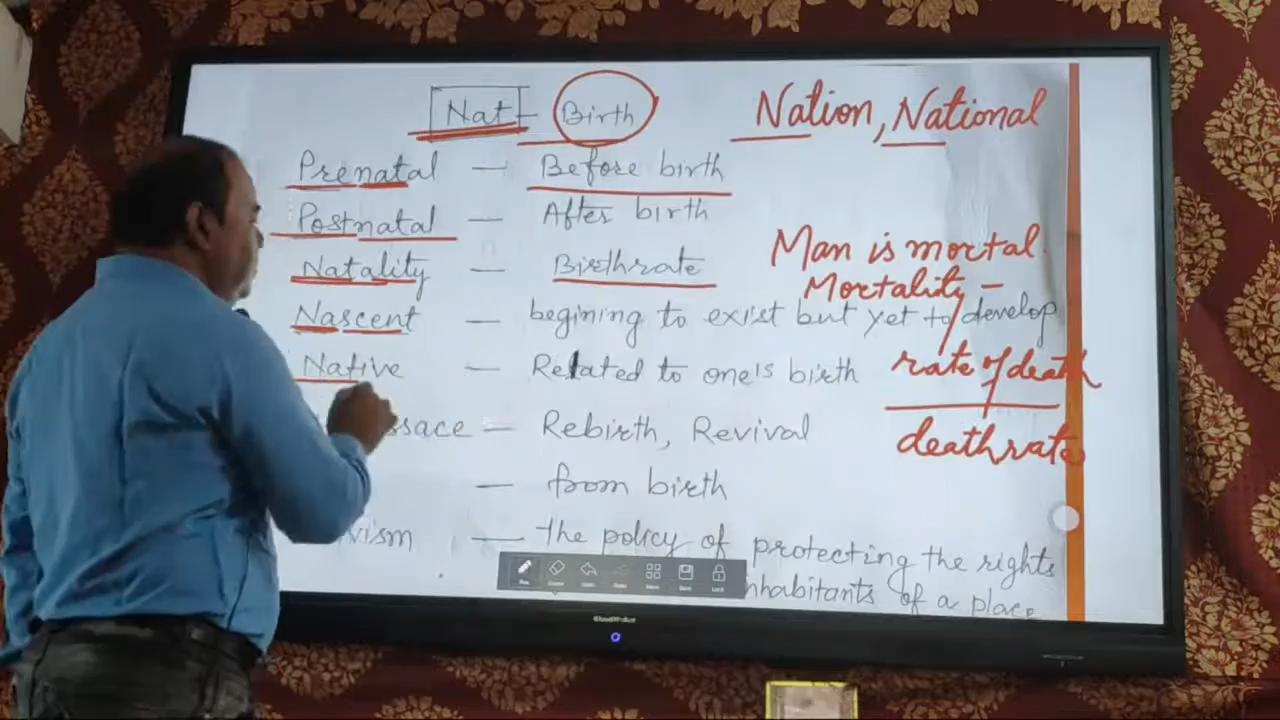 Nat - Birth
Nation, National
Prenatal — Before birth
Postnatal — After birth
Natality — Birthrate
Man is mortal.
Mortality —
rate of death
deathrate
Nascent — begining to exist but yet to develop
Native — Related to one's birth
ssace — Rebirth, Revival
— from birth
vism — the policy of protecting the rights
nhabitants of a place